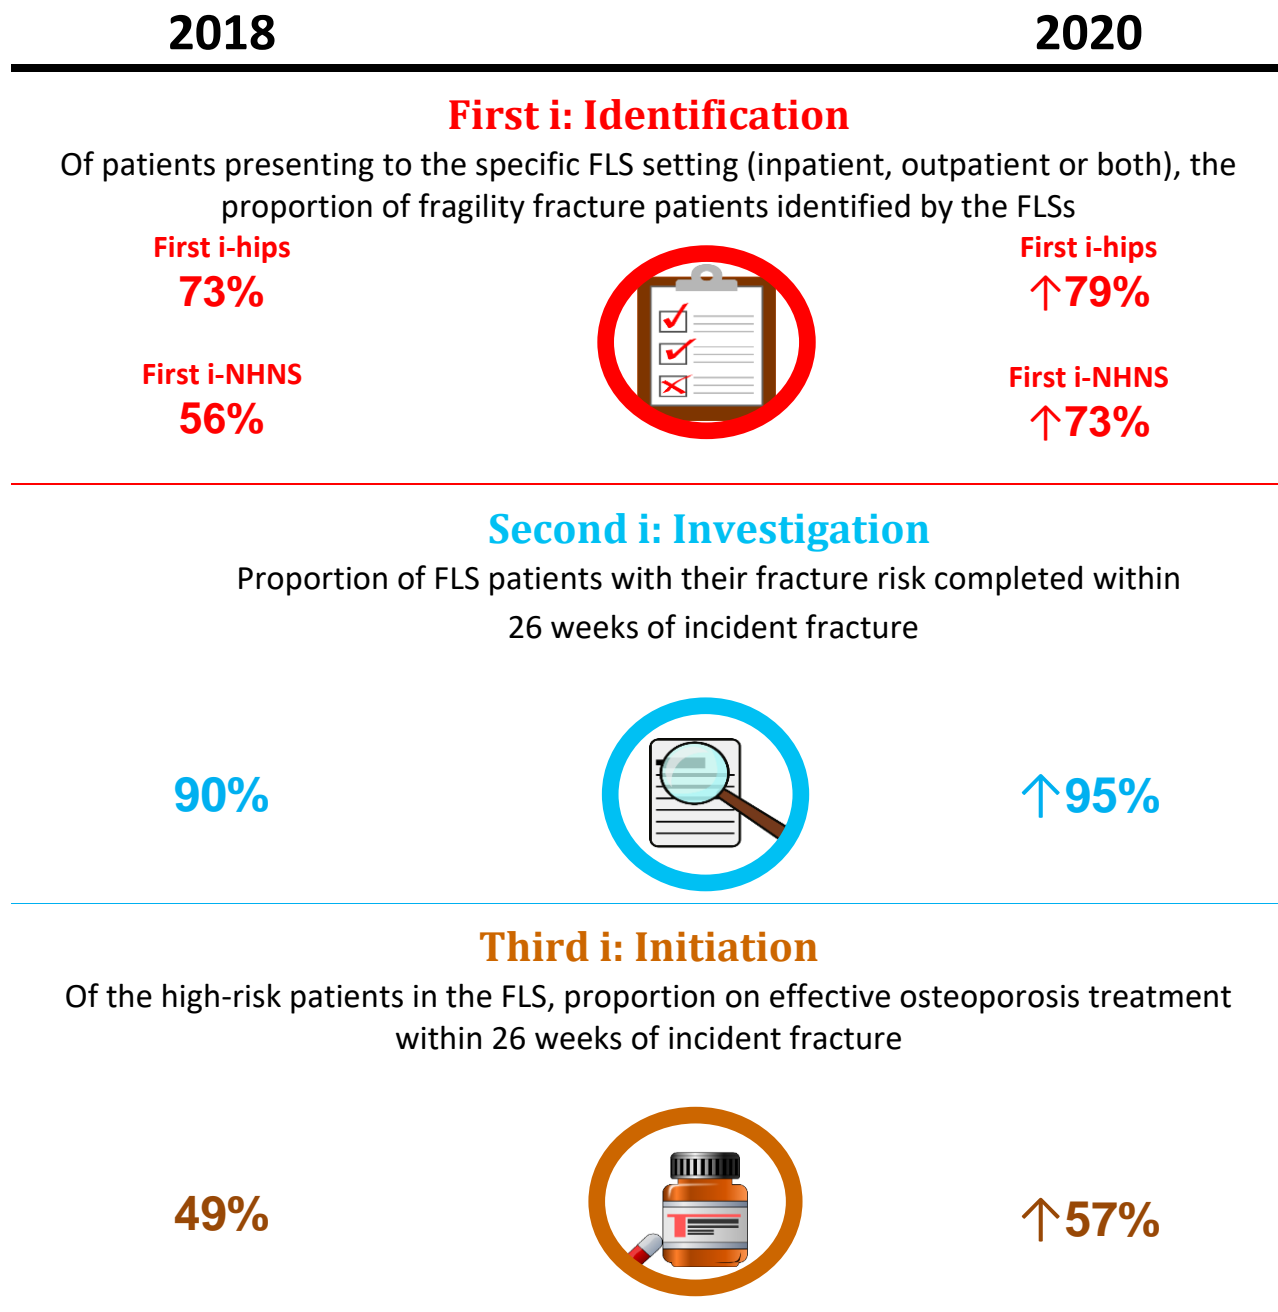 2018 2020
First i: Identification
Of patients presenting to the specific FLS setting (inpatient, outpatient or both), the
proportion of fragility fracture patients identified by the FLSs
First i-hips First i-hips
73% ↑79%
First i-NHNS First i-NHNS
56% ↑73%
Second i: Investigation
Proportion of FLS patients with their fracture risk completed within
26 weeks of incident fracture
90% ↑95%
Third i: Initiation
Of the high-risk patients in the FLS, proportion on effective osteoporosis treatment
within 26 weeks of incident fracture
49% ↑57%